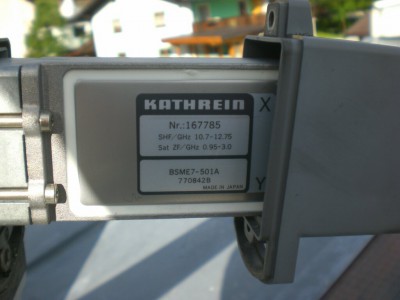 KATHREIN
X
Nr.:167785
SHF/GHz 10.7-12.75
Sat ZF/GHz 0.95-3.0
BSME7-501A
7708428
MADE IN JAPAN
Y